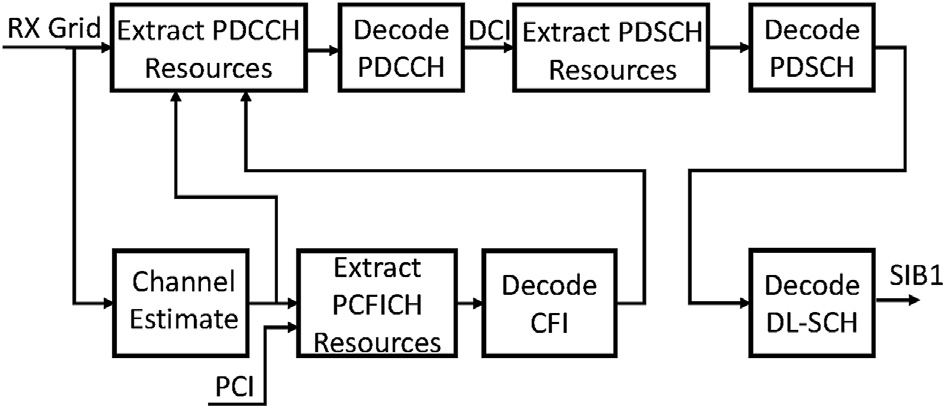 RX Grid
Extract PDCCH
Resources
Decode
PDCCH
DCI
Extract PDSCH
Resources
Decode
PDSCH
Channel
Estimate
Extract
PCFICH
Resources
Decode
CFI
Decode
DL-SCH
SIB1
PCI